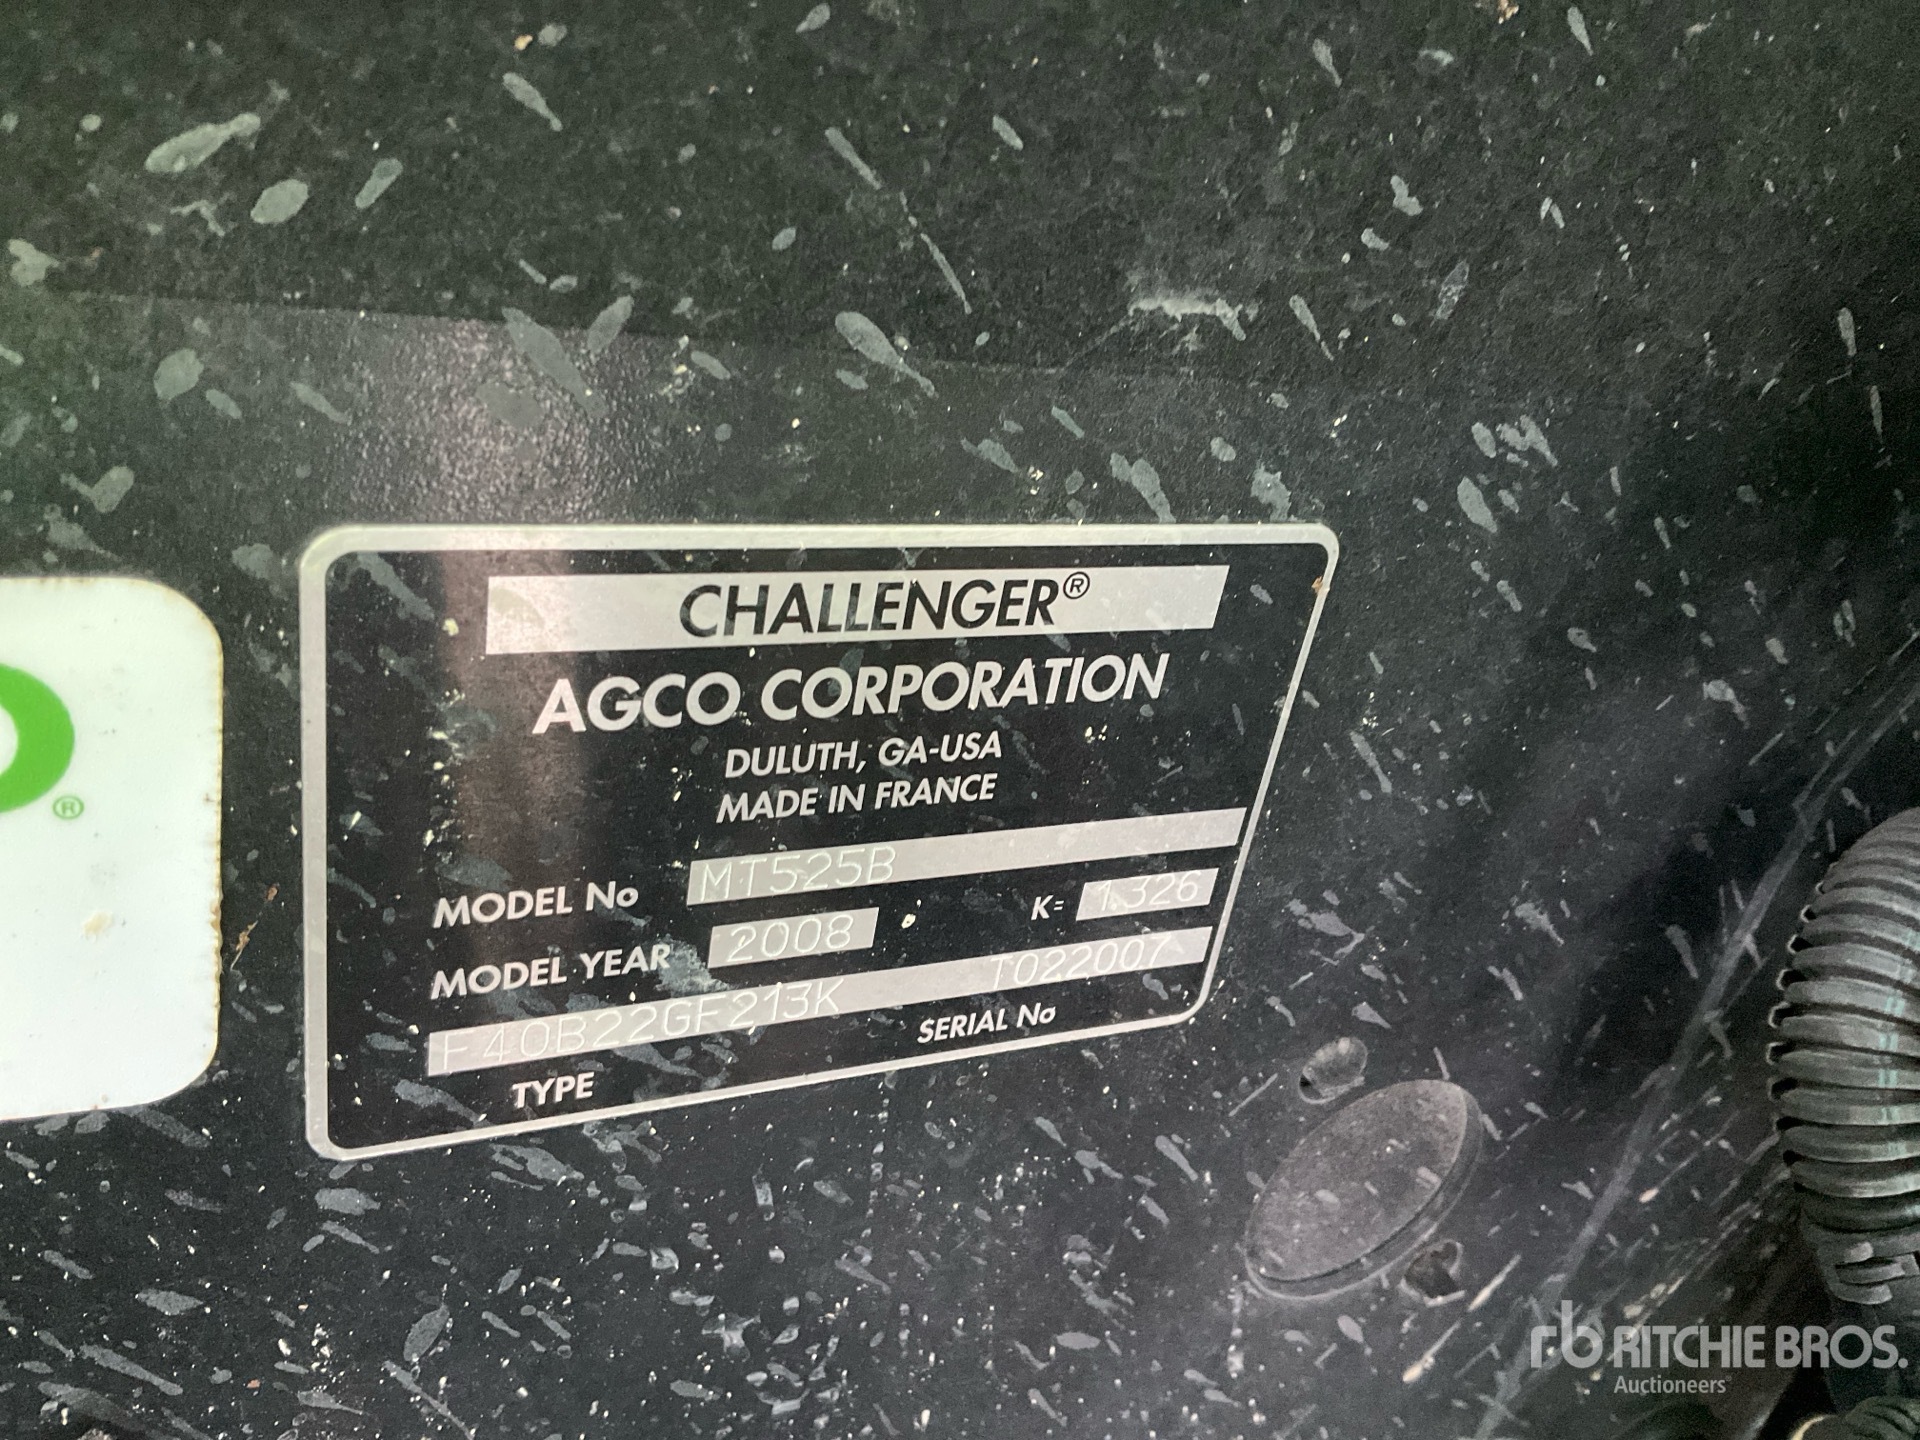 CHALLENGER®
AGCO CORPORATION
DULUTH, GA-USA
MADE IN FRANCE
MODEL No MT525B
MODEL YEAR 2008 K= 1.326
F40B22GF213K T022007
TYPE SERIAL No
O®
rb RITCHIE BROS.
Auctioneers